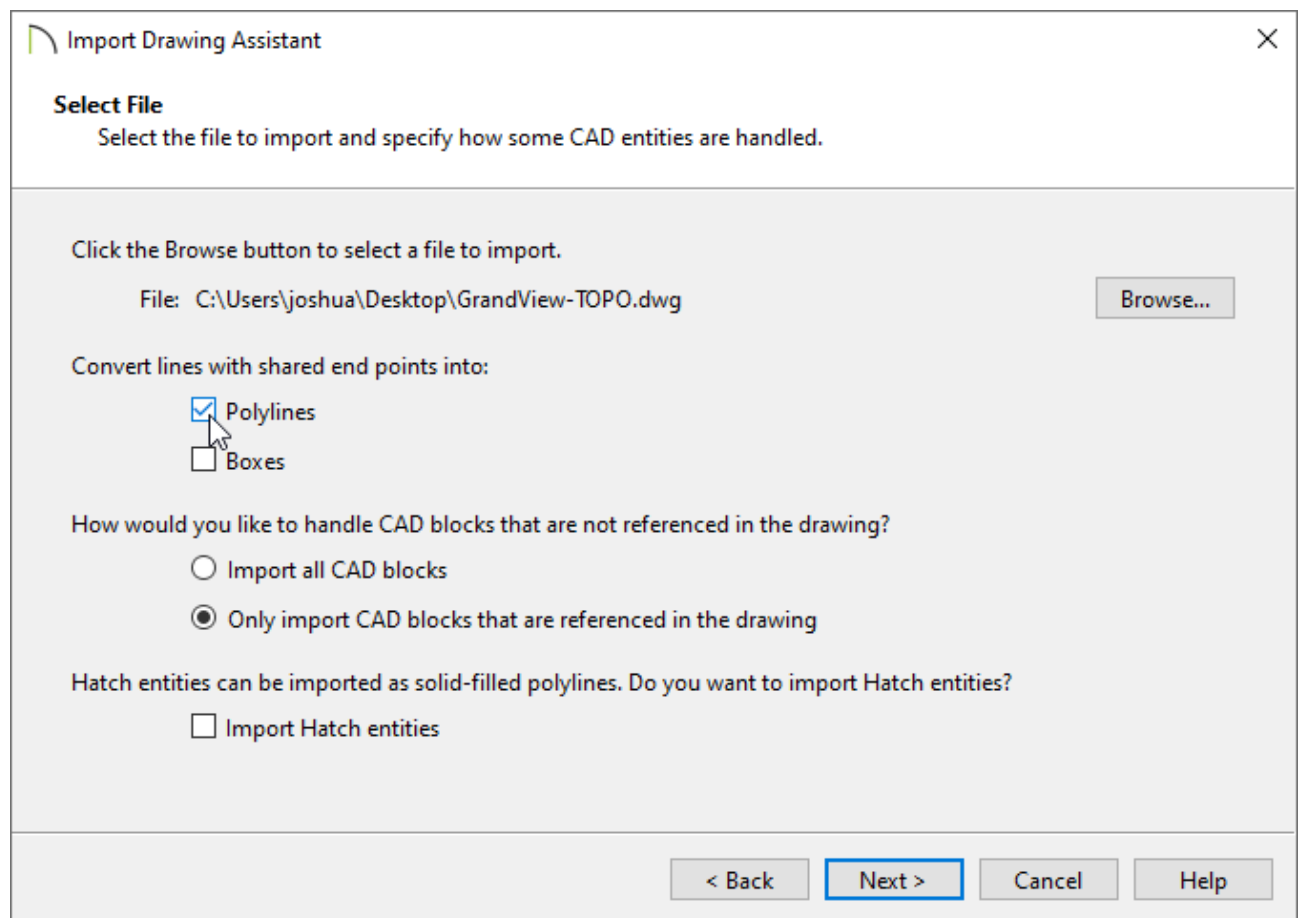 Import Drawing Assistant
Select File
Select the file to import and specify how some CAD entities are handled.
Click the Browse button to select a file to import.
File: C:\Users\joshua\Desktop\GrandView-TOPO.dwg Browse...
Convert lines with shared end points into:
Polylines
Boxes
How would you like to handle CAD blocks that are not referenced in the drawing?
Import all CAD blocks
Only import CAD blocks that are referenced in the drawing
Hatch entities can be imported as solid-filled polylines. Do you want to import Hatch entities?
Import Hatch entities
< Back Next > Cancel Help